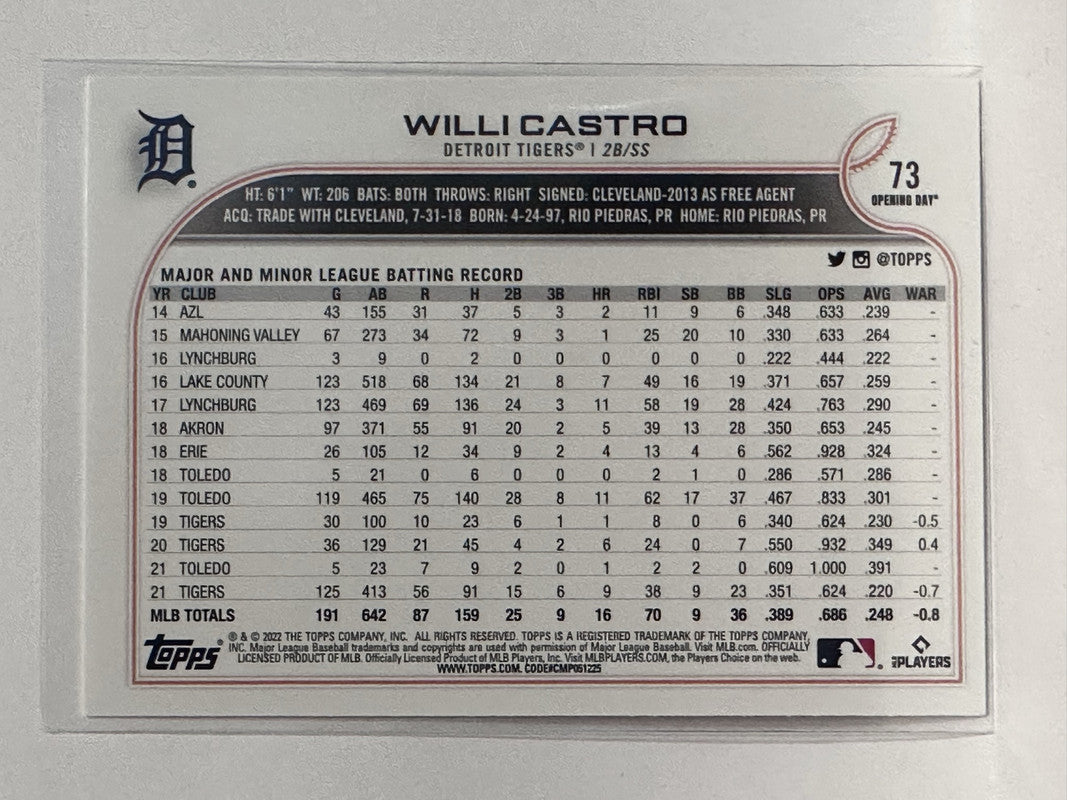 D
WILLI CASTRO
DETROIT TIGERS® | 2B/SS
73
OPENING DAY®
HT: 6'1" WT: 206 BATS: BOTH THROWS: RIGHT SIGNED: CLEVELAND-2013 AS FREE AGENT
ACQ: TRADE WITH CLEVELAND, 7-31-18 BORN: 4-24-97, RIO PIEDRAS, PR HOME: RIO PIEDRAS, PR
@TOPPS
MAJOR AND MINOR LEAGUE BATTING RECORD
YR CLUB G AB R H 2B 3B HR RBI SB BB SLG OPS AVG WAR
14 AZL 43 155 31 37 5 3 2 11 9 6 .348 .633 .239 -
15 MAHONING VALLEY 67 273 34 72 9 3 1 25 20 10 .330 .633 .264 -
16 LYNCHBURG 3 9 0 2 0 0 0 0 0 0 .222 .444 .222 -
16 LAKE COUNTY 123 518 68 134 21 8 7 49 16 19 .371 .657 .259 -
17 LYNCHBURG 123 469 69 136 24 3 11 58 19 28 .424 .763 .290 -
18 AKRON 97 371 55 91 20 2 5 39 13 28 .350 .653 .245 -
18 ERIE 26 105 12 34 9 2 4 13 4 6 .562 .928 .324 -
18 TOLEDO 5 21 0 6 0 0 0 2 1 0 .286 .571 .286 -
19 TOLEDO 119 465 75 140 28 8 11 62 17 37 .467 .833 .301 -
19 TIGERS 30 100 10 23 6 1 1 8 0 6 .340 .624 .230 -0.5
20 TIGERS 36 129 21 45 4 2 6 24 0 7 .550 .932 .349 0.4
21 TOLEDO 5 23 7 9 2 0 1 2 2 0 .609 1.000 .391 -
21 TIGERS 125 413 56 91 15 6 9 38 9 23 .351 .624 .220 -0.7
MLB TOTALS 191 642 87 159 25 9 16 70 9 36 .389 .686 .248 -0.8
Topps®
® & © 2022 THE TOPPS COMPANY, INC. ALL RIGHTS RESERVED. TOPPS IS A REGISTERED TRADEMARK OF THE TOPPS COMPANY,
INC. Major League Baseball trademarks and copyrights are used with permission of Major League Baseball. Visit MLB.com. OFFICIALLY
LICENSED PRODUCT OF MLB. Officially Licensed Product of MLB Players, Inc. Visit MLBPLAYERS.COM, the Players Choice on the web.
WWW.TOPPS.COM. CODE#CMP051225
PLAYERS